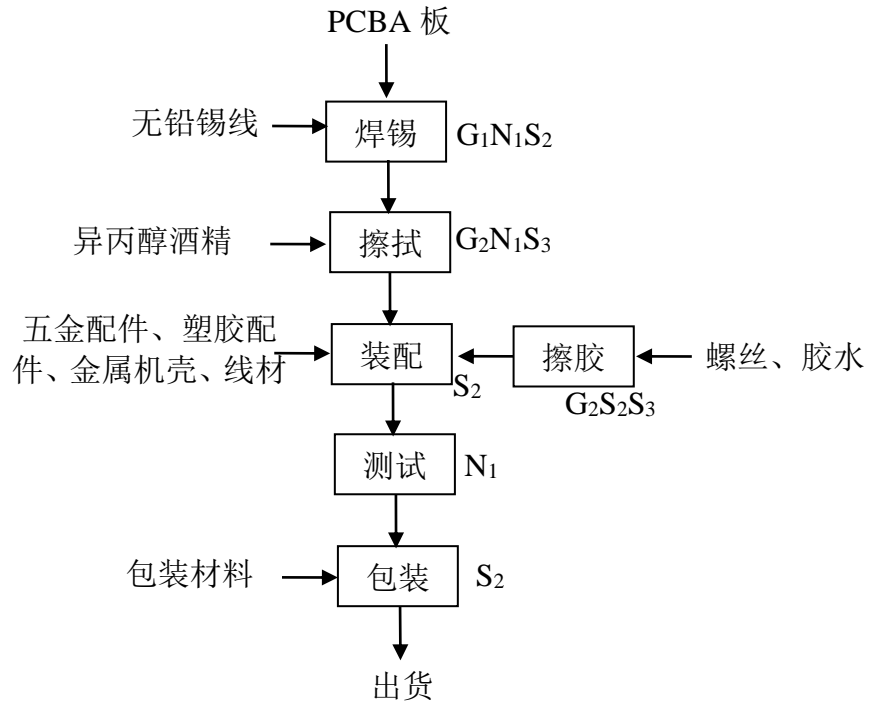 PCBA 板
无铅锡线
焊锡
G₁N₁S₂
异丙醇酒精
擦拭
G₂N₁S₃
五金配件、塑胶配
件、金属机壳、线材
装配
S₂
擦胶
G₂S₂S₃
螺丝、胶水
测试
N₁
包装材料
包装
S₂
出货